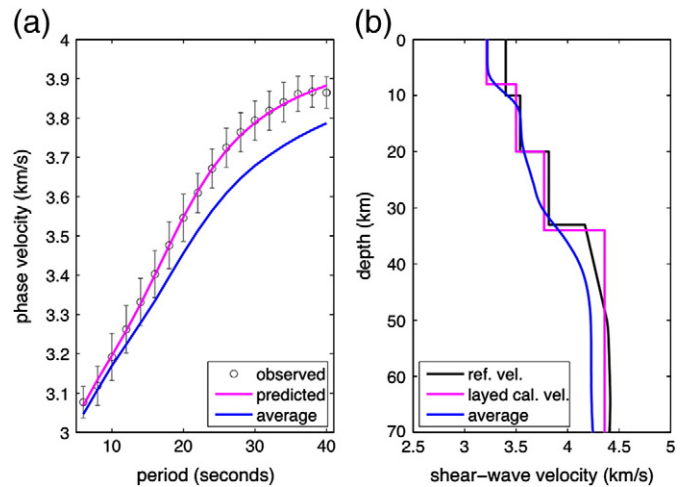 (a)
4
3.9
3.8
3.7
3.6
3.5
3.4
3.3
3.2
3.1
3
phase velocity (km/s)
10
20
30
40
period (seconds)
observed
predicted
average
(b)
0
10
20
30
40
50
60
70
depth (km)
2.5
3
3.5
4
4.5
5
shear-wave velocity (km/s)
ref. vel.
layed cal. vel.
average